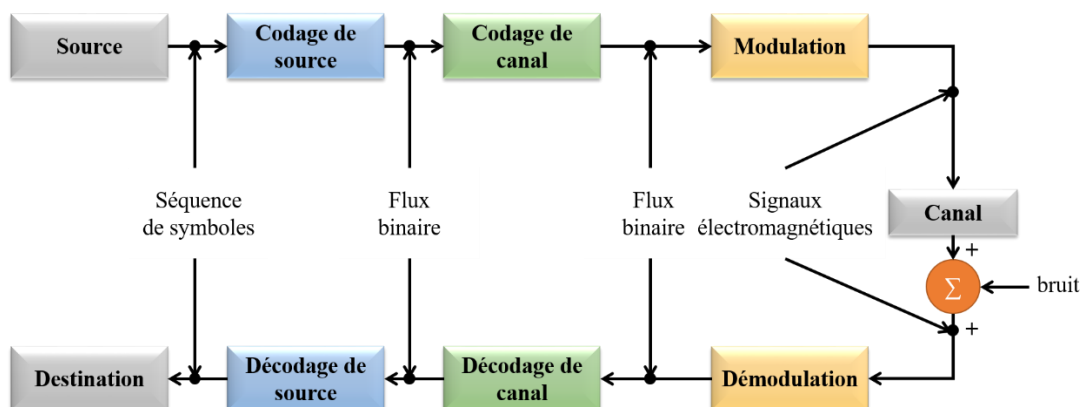 Source
Codage de
source
Codage de
canal
Modulation
Séquence
de symboles
Flux
binaire
Flux
binaire
Signaux
électromagnétiques
Canal
+
Σ
bruit
+
Destination
Décodage de
source
Décodage de
canal
Démodulation